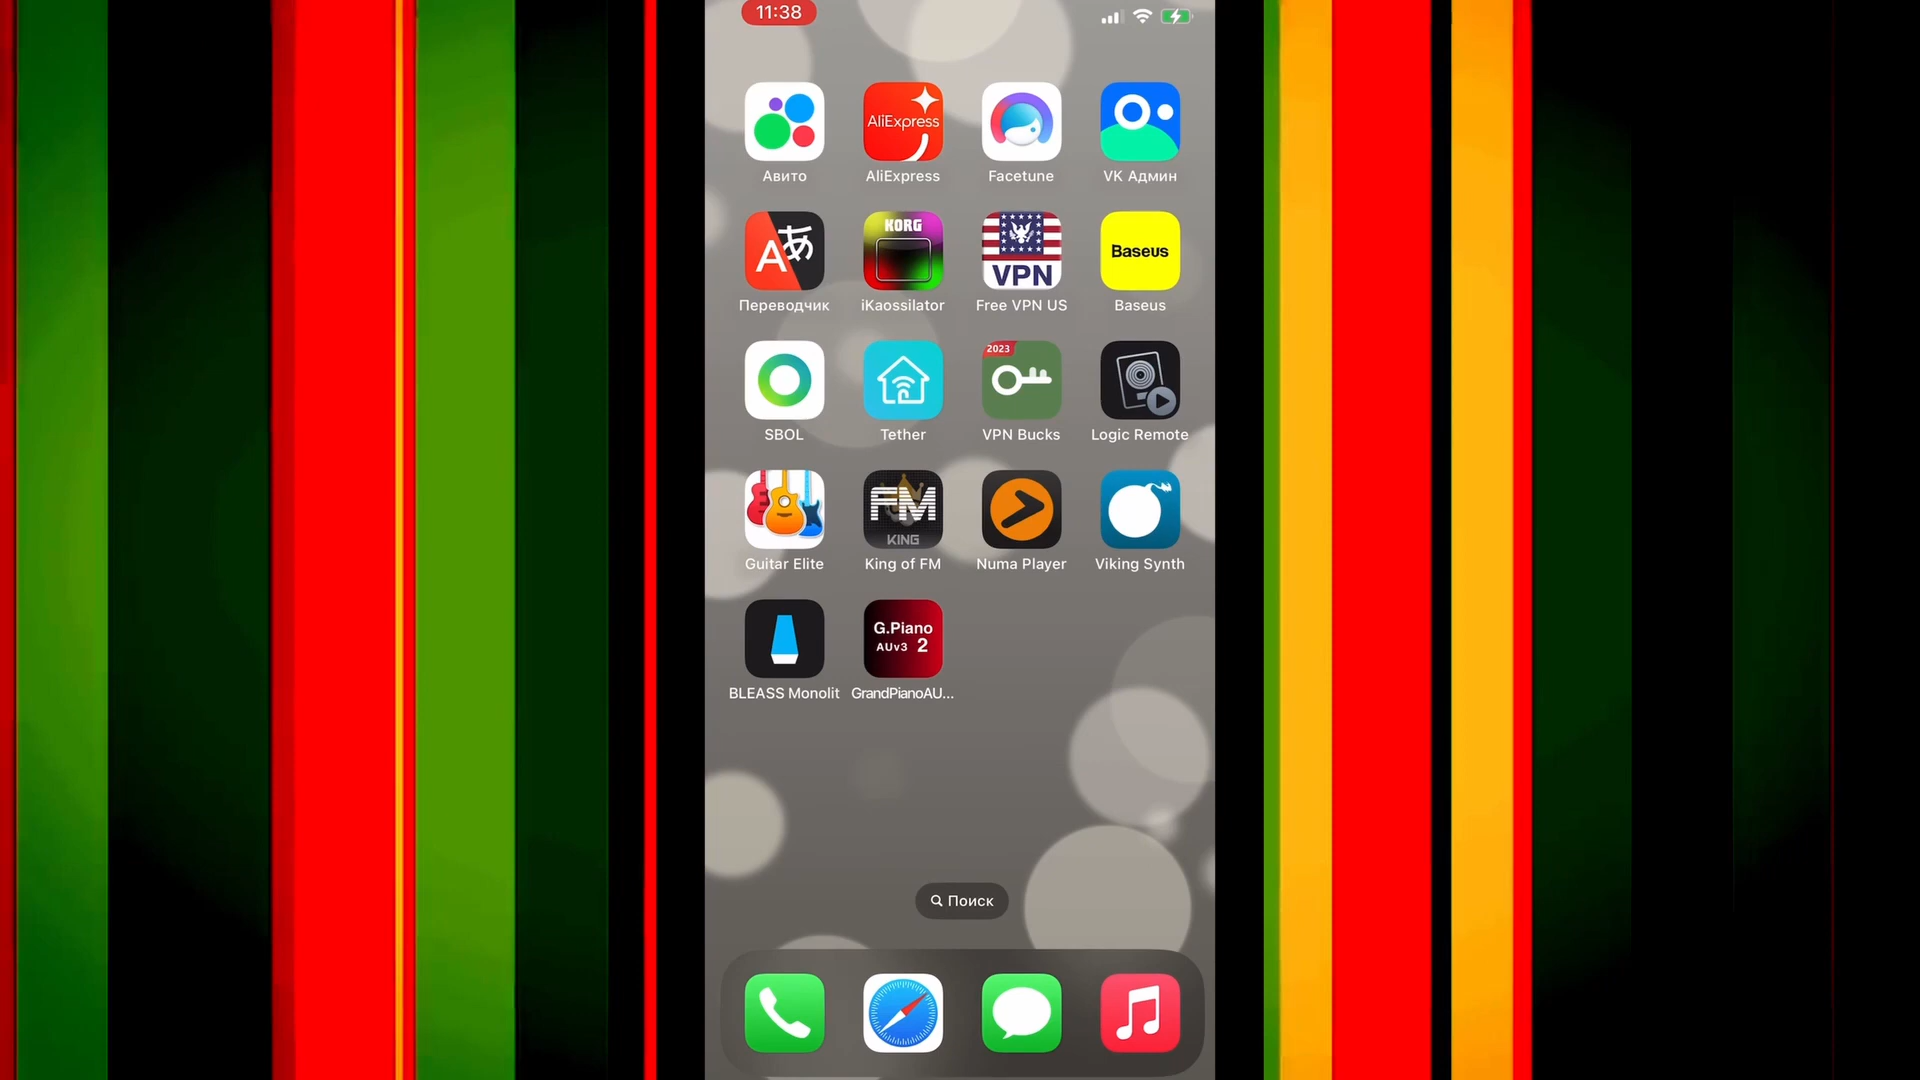 11:38
AliExpress
Авито
AliExpress
Facetune
VK Админ
Aあ
KORG
VPN
Baseus
Переводчик
iKaossilator
Free VPN US
Baseus
2023
SBOL
Tether
VPN Bucks
Logic Remote
FM
KING
Guitar Elite
King of FM
Numa Player
Viking Synth
G.Piano
AUv3 2
BLEASS Monolit
GrandPianoAU...
Поиск